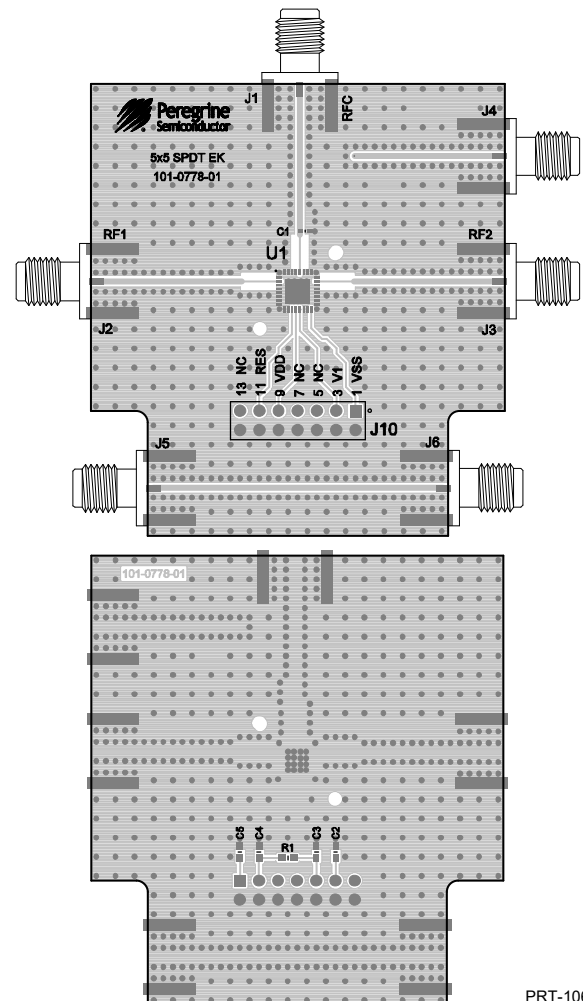 J1
RFC
J4
Peregrine
Semiconductor
5x5 SPDT EK
101-0778-01
C1
U1
RF1
RF2
J2
J3
13 NC
11 RES
9 VDD
7 NC
5 NC
3 V1
1 VSS
J10
J5
J6
101-0778-01
C5
C4
R1
C3
C2